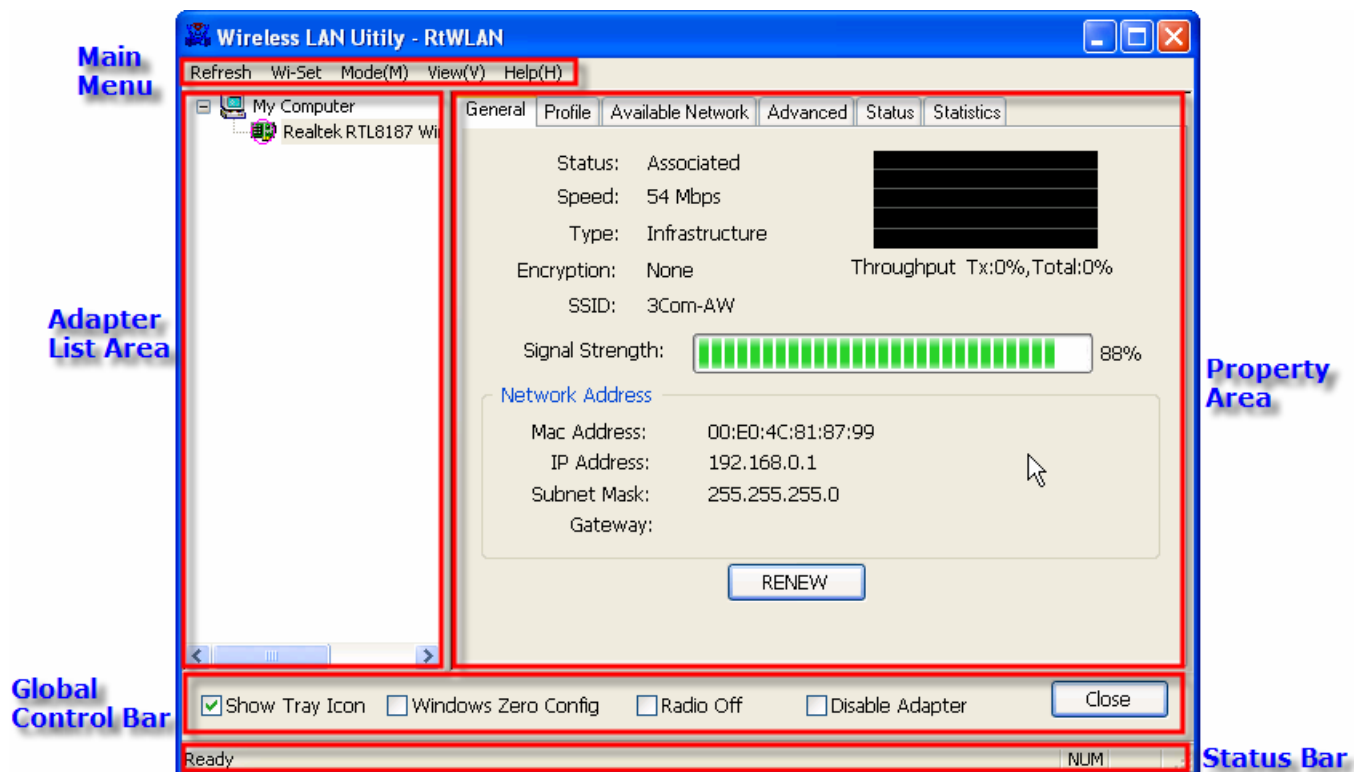 Wireless LAN Uitily - RtWLAN
Main
Menu
Refresh Wi-Set Mode(M) View(V) Help(H)
My Computer
Realtek RTL8187
General Profile Available Network Advanced Status Statistics
Status: Associated
Speed: 54 Mbps
Type: Infrastructure
Encryption: None
Throughput Tx:0%,Total:0%
SSID: 3Com-AW
Adapter
List Area
Signal Strength: 88%
Property
Area
Network Address
Mac Address: 00:E0:4C:81:87:99
IP Address: 192.168.0.1
Subnet Mask: 255.255.255.0
Gateway:
RENEW
Global
Control Bar
Show Tray Icon Windows Zero Config Radio Off Disable Adapter Close
Ready NUM
Status Bar